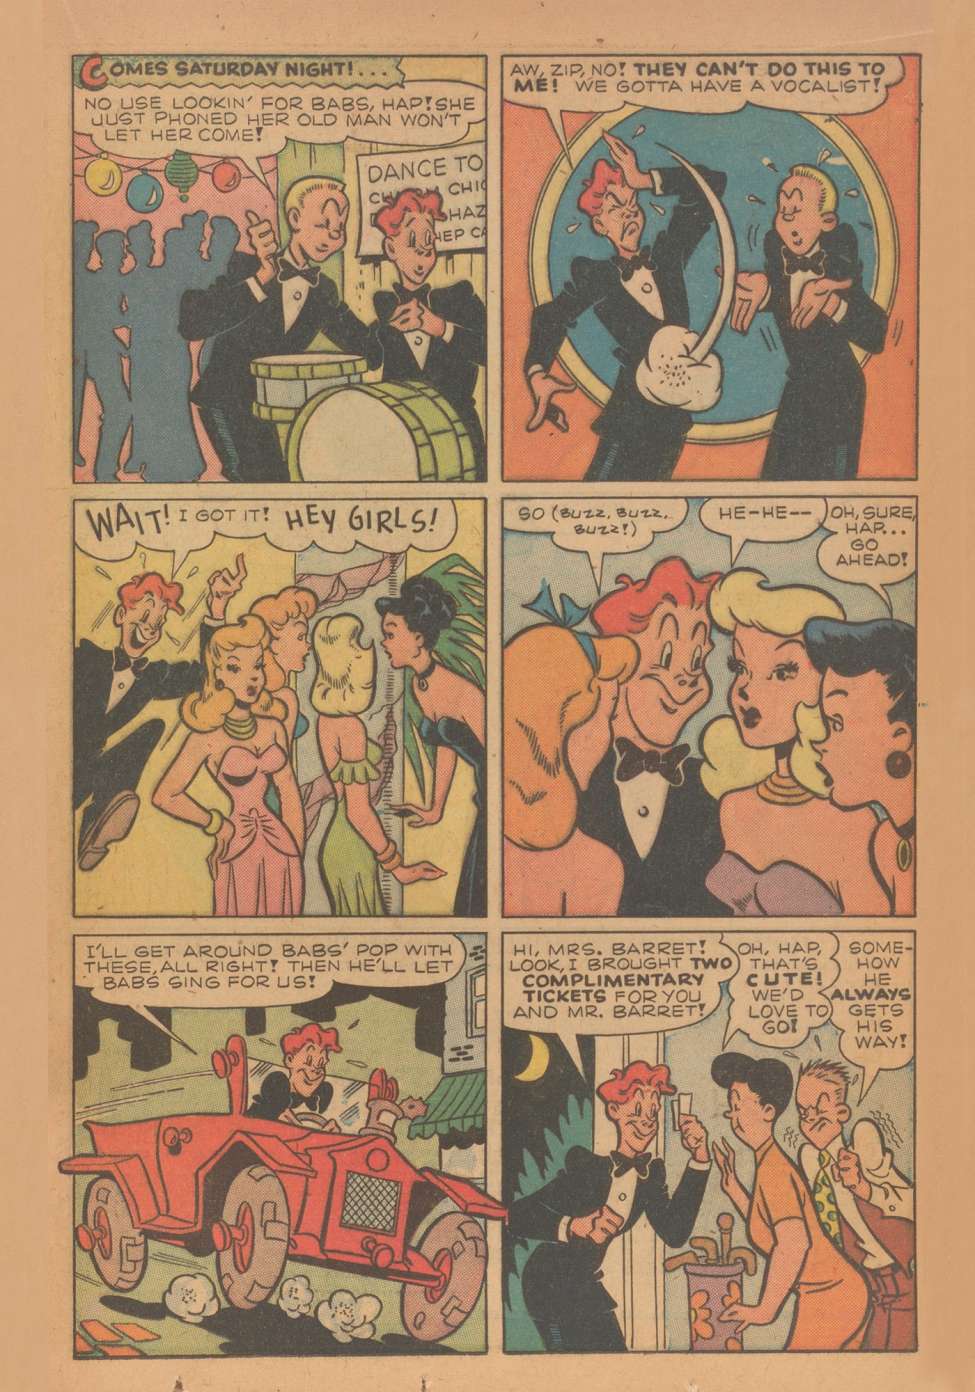 COMES SATURDAY NIGHT!...
NO USE LOOKIN' FOR BABS, HAP! SHE
JUST PHONED HER OLD MAN WON'T
LET HER COME!
DANCE TO
CHIC
HAZ
HEP CA
AW, ZIP, NO! THEY CAN'T DO THIS TO
ME! WE GOTTA HAVE A VOCALIST!
WAIT! I GOT IT! HEY GIRLS!
SO (BUZZ, BUZZ,
BUZZ!)
HE-HE--
OH, SURE,
HAP...
GO
AHEAD!
I'LL GET AROUND BABS' POP WITH
THESE, ALL RIGHT! THEN HE'LL LET
BABS SING FOR US!
HI, MRS. BARRET!
LOOK, I BROUGHT TWO
COMPLIMENTARY
TICKETS FOR YOU
AND MR. BARRET!
OH, HAP,
THAT'S
CUTE!
WE'D
LOVE TO
GO!
SOME-
HOW
HE
ALWAYS
GETS
HIS
WAY!